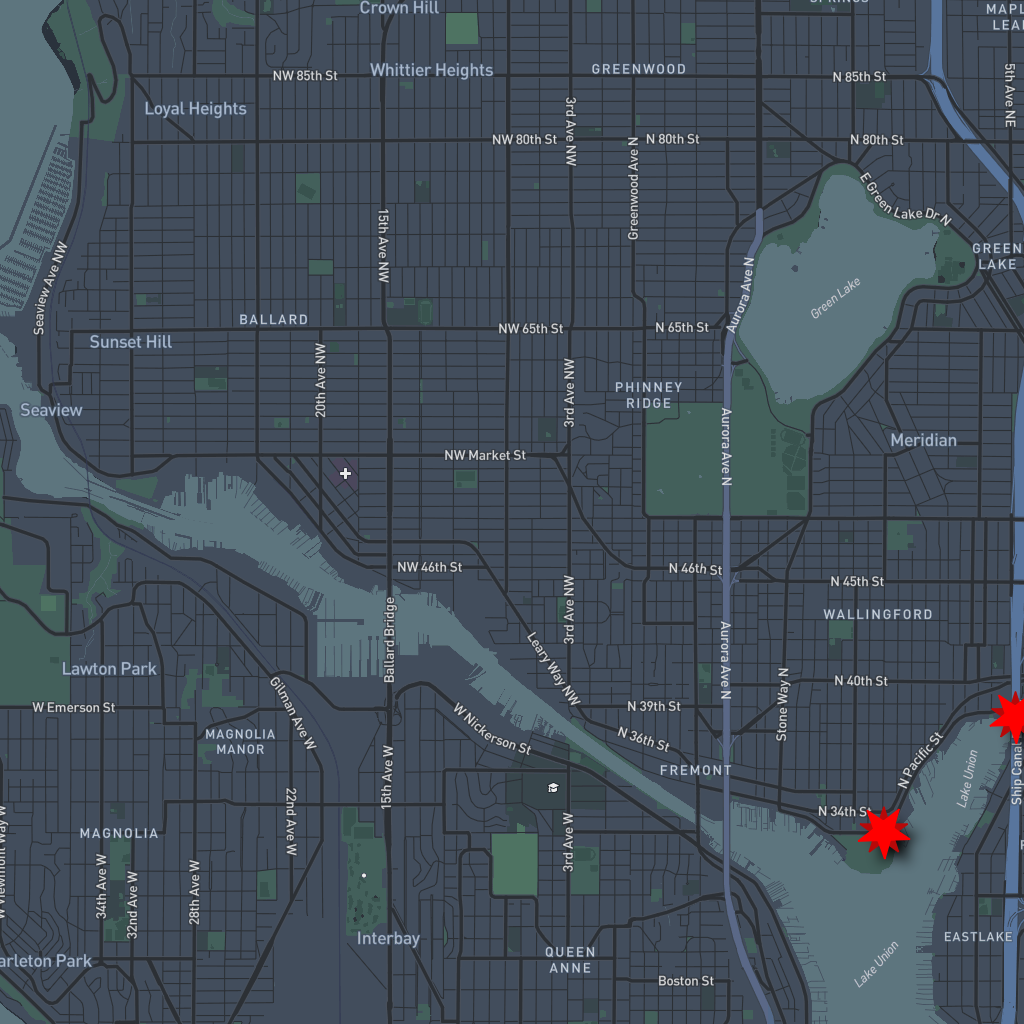 Crown Hill
Whittier Heights
GREENWOOD
NW 85th St
N 85th St
Loyal Heights
5th Ave NE
3rd Ave NW
NW 80th St
N 80th St
N 80th St
Greenwood Ave N
E Green Lake Dr N
15th Ave NW
Seaview Ave NW
GREEN
LAKE
Aurora Ave N
Green Lake
BALLARD
NW 65th St
N 65th St
Sunset Hill
20th Ave NW
3rd Ave NW
PHINNEY
RIDGE
Seaview
Aurora Ave N
Meridian
NW Market St
NW 46th St
N 46th St
N 45th St
3rd Ave NW
Ballard Bridge
WALLINGFORD
Aurora Ave N
Leary Way NW
Lawton Park
Stone Way N
N 40th St
Gilman Ave W
W Emerson St
N 39th St
W Nickerson St
N 36th St
MAGNOLIA
MANOR
N Pacific St
Lake Union
Ship Canal
15th Ave W
FREMONT
22nd Ave W
N 34th St
MAGNOLIA
3rd Ave W
34th Ave W
32nd Ave W
28th Ave W
Interbay
EASTLAKE
QUEEN
ANNE
Lake Union
Boston St